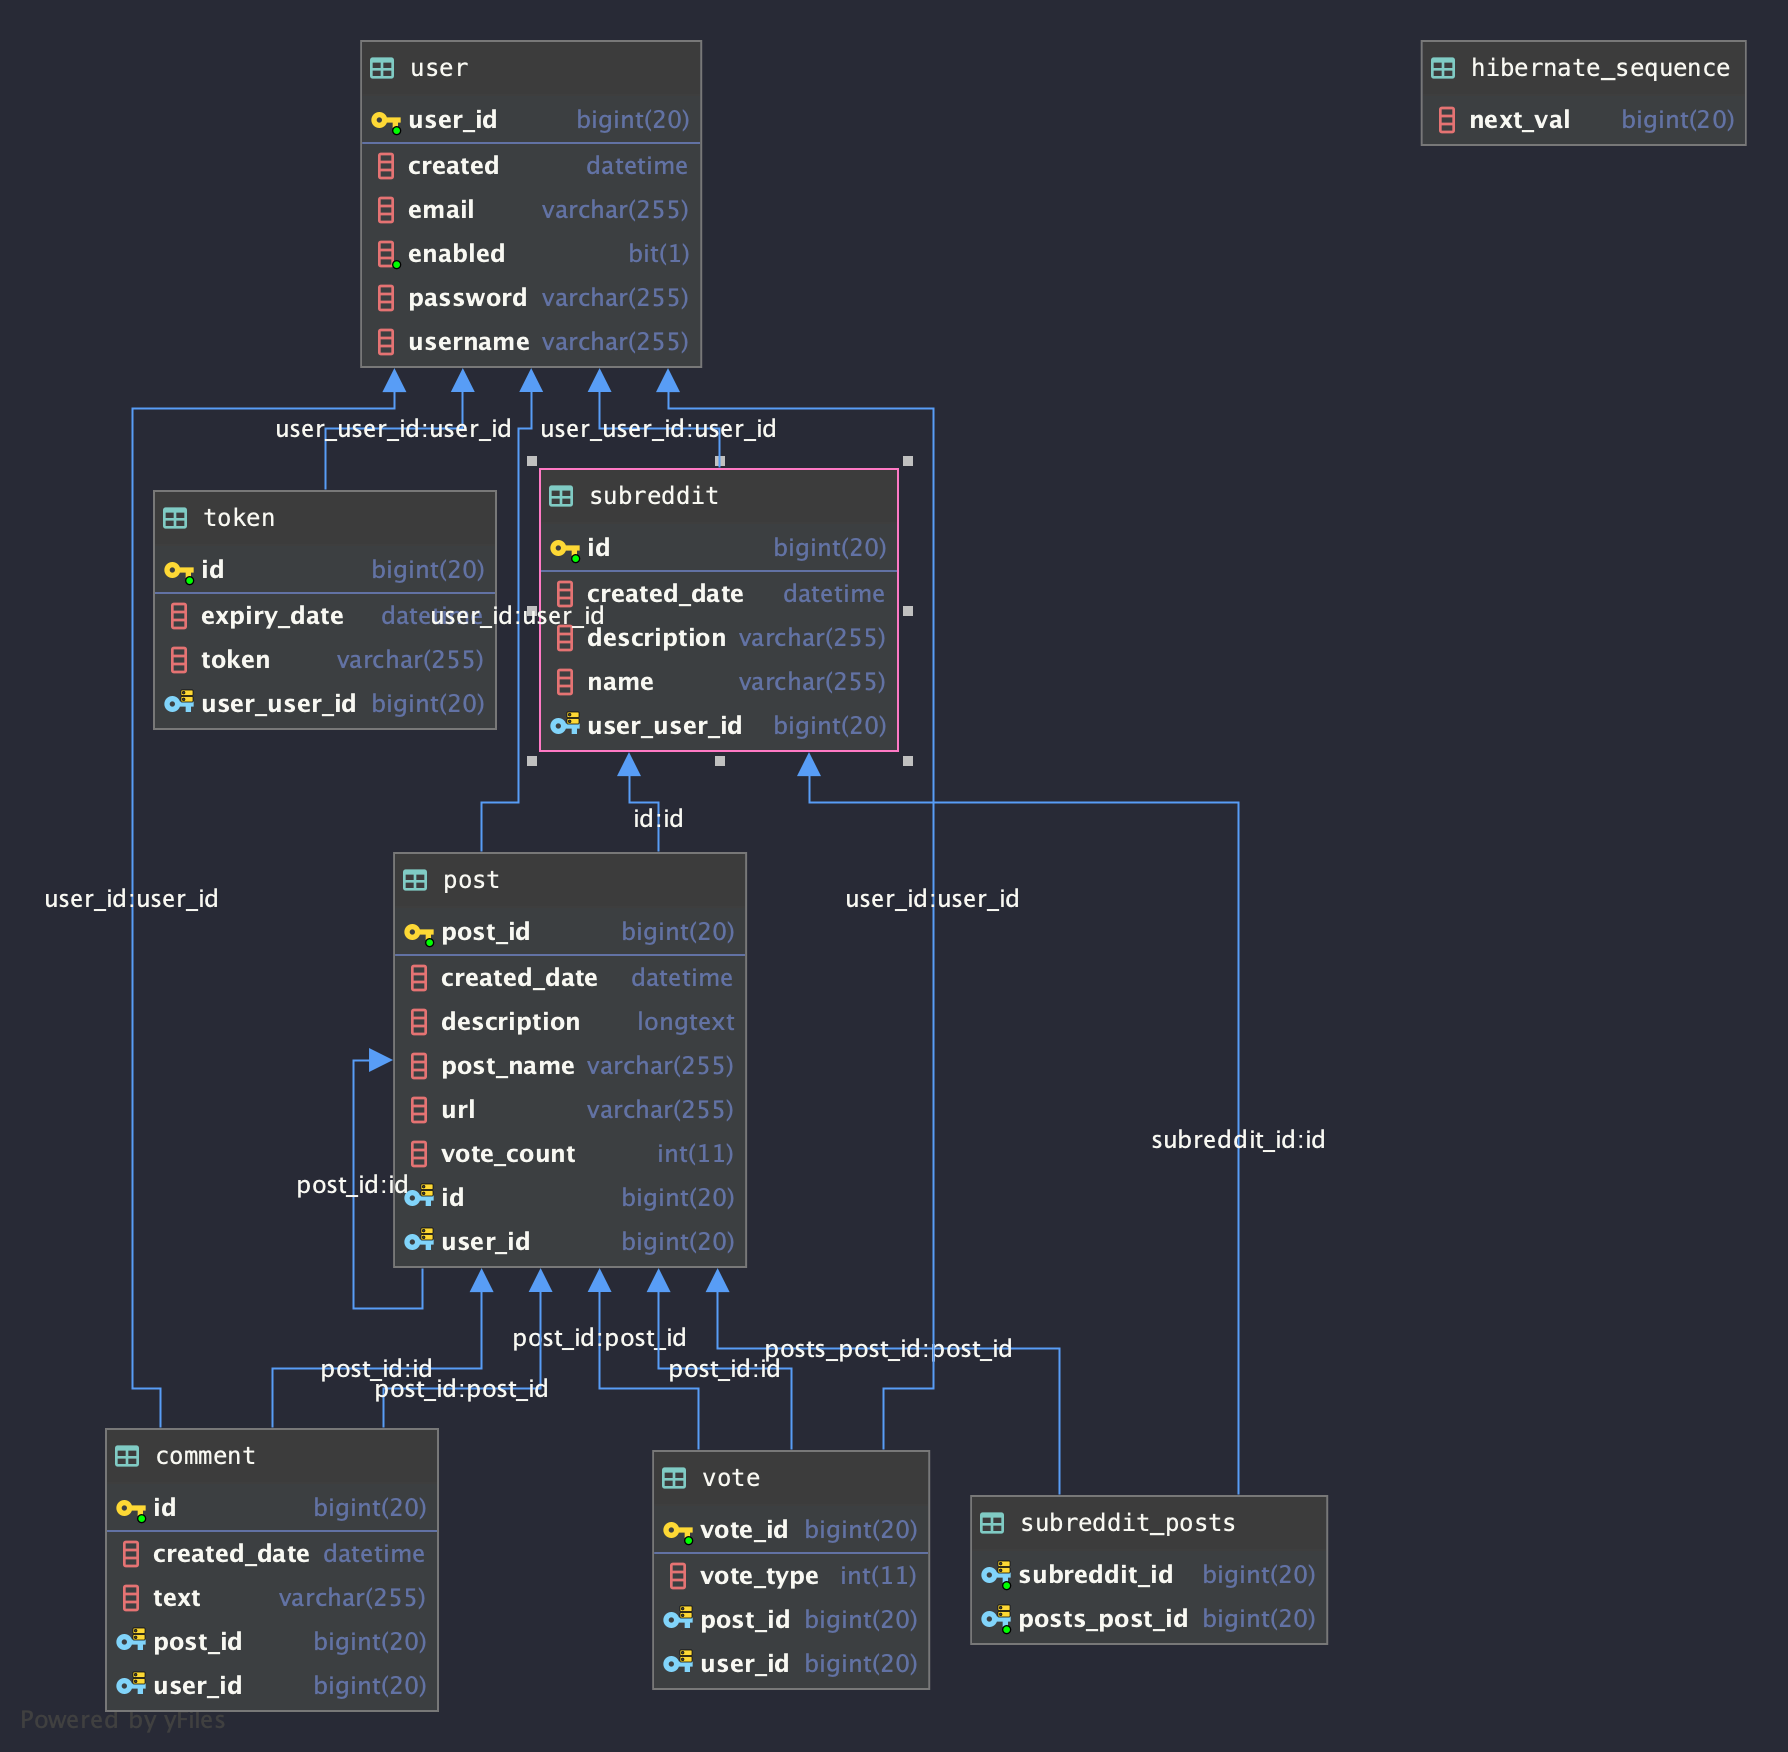 user
user_id bigint(20)
created datetime
email varchar(255)
enabled bit(1)
password varchar(255)
username varchar(255)
hibernate_sequence
next_val bigint(20)
user_user_id:user_id
user_user_id:user_id
token
id bigint(20)
expiry_date datetime
token varchar(255)
user_user_id bigint(20)
user_id:user_id
subreddit
id bigint(20)
created_date datetime
description varchar(255)
name varchar(255)
user_user_id bigint(20)
id:id
user_id:user_id
user_id:user_id
post
post_id bigint(20)
created_date datetime
description longtext
post_name varchar(255)
url varchar(255)
vote_count int(11)
id bigint(20)
user_id bigint(20)
post_id:id
subreddit_id:id
post_id:post_id
posts_post_id:post_id
post_id:id
post_id:id
post_id:post_id
comment
id bigint(20)
created_date datetime
text varchar(255)
post_id bigint(20)
user_id bigint(20)
vote
vote_id bigint(20)
vote_type int(11)
post_id bigint(20)
user_id bigint(20)
subreddit_posts
subreddit_id bigint(20)
posts_post_id bigint(20)
Powered by yFiles